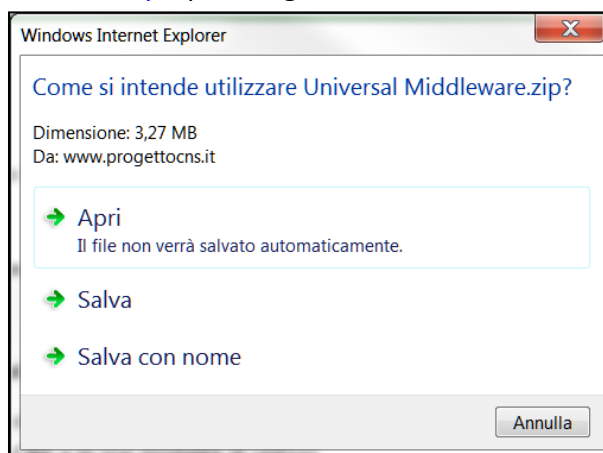 Windows Internet Explorer
X
Come si intende utilizzare Universal Middleware.zip?
Dimensione: 3,27 MB
Da: www.progettocns.it
Apri
Il file non verrà salvato automaticamente.
Salva
Salva con nome
Annulla